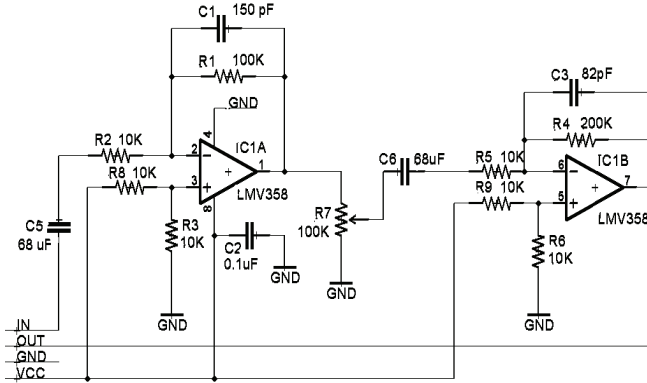 C1 150 pF
R1 100K
GND
C3 82pF
R4 200K
R2 10K
4
IC1A
2
1
R8 10K
3
LMV358
8
C6 68uF
R5 10K
R9 10K
IC1B
6
7
5
LMV358
C5
68 uF
R3
10K
C2
0.1uF
R7
100K
R6
10K
GND
GND
GND
GND
IN
OUT
GND
VCC